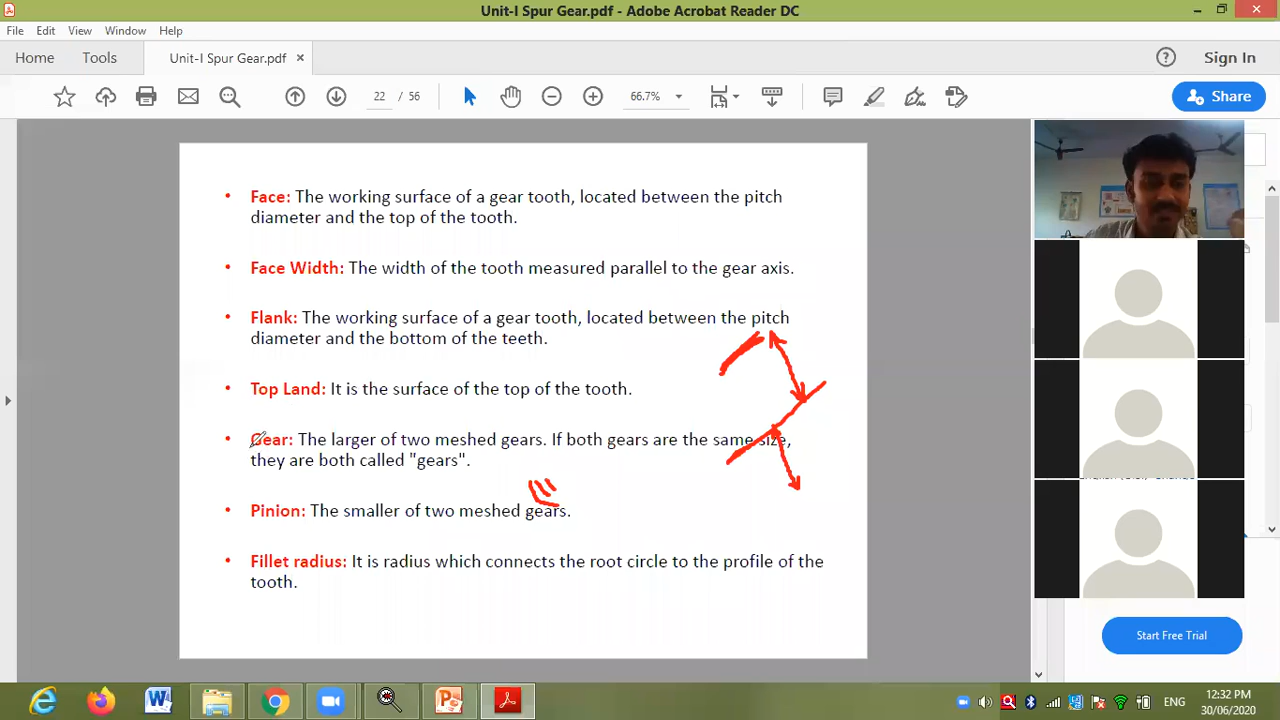 Unit-I Spur Gear.pdf - Adobe Acrobat Reader DC
File Edit View Window Help
Home Tools Unit-I Spur Gear.pdf × Sign In
22 / 56 66.7% Share
• Face: The working surface of a gear tooth, located between the pitch
diameter and the top of the tooth.
• Face Width: The width of the tooth measured parallel to the gear axis.
• Flank: The working surface of a gear tooth, located between the pitch
diameter and the bottom of the teeth.
• Top Land: It is the surface of the top of the tooth.
• Gear: The larger of two meshed gears. If both gears are the same size,
they are both called "gears".
• Pinion: The smaller of two meshed gears.
• Fillet radius: It is radius which connects the root circle to the profile of the
tooth.
Start Free Trial
ENG
12:32 PM
30/06/2020